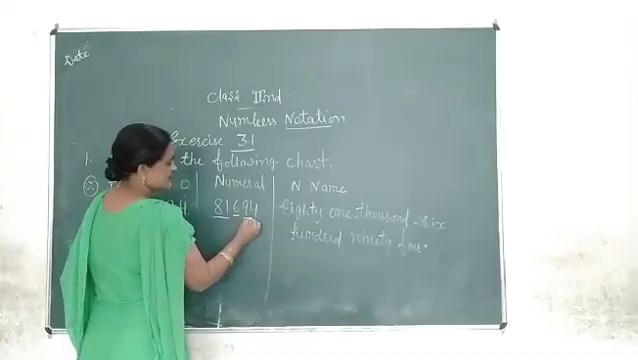 Date
Class IInd
Numbers Notation
Exercise 3.1
1. the following chart.
Numeral N Name
4 81694 Eighty one thousand Six
hundred ninety four.